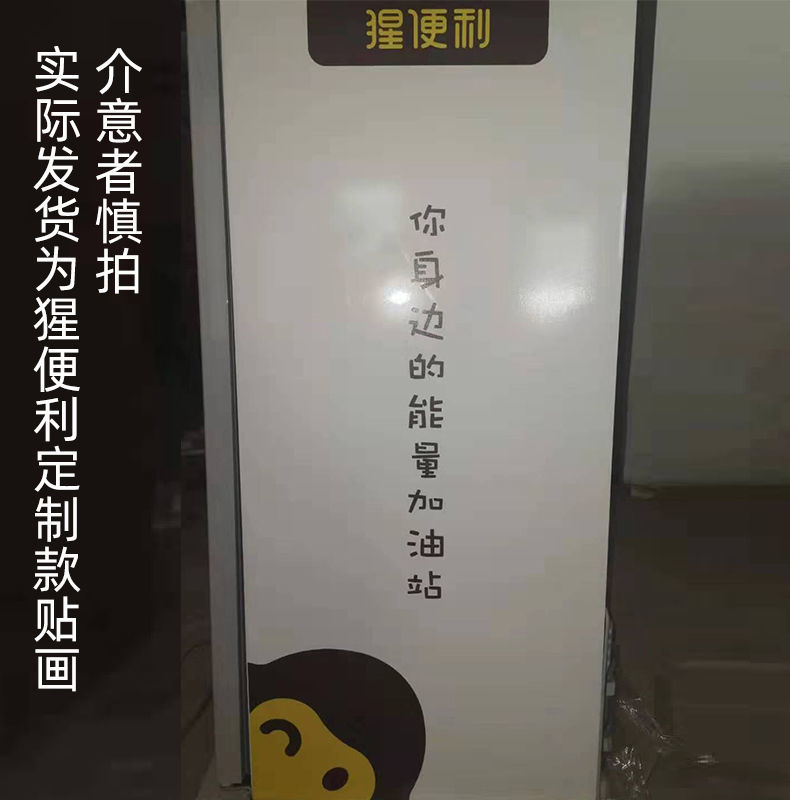 猩便利
你身边的能量加油站
介意者慎拍
实际发货为猩便利定制款贴画